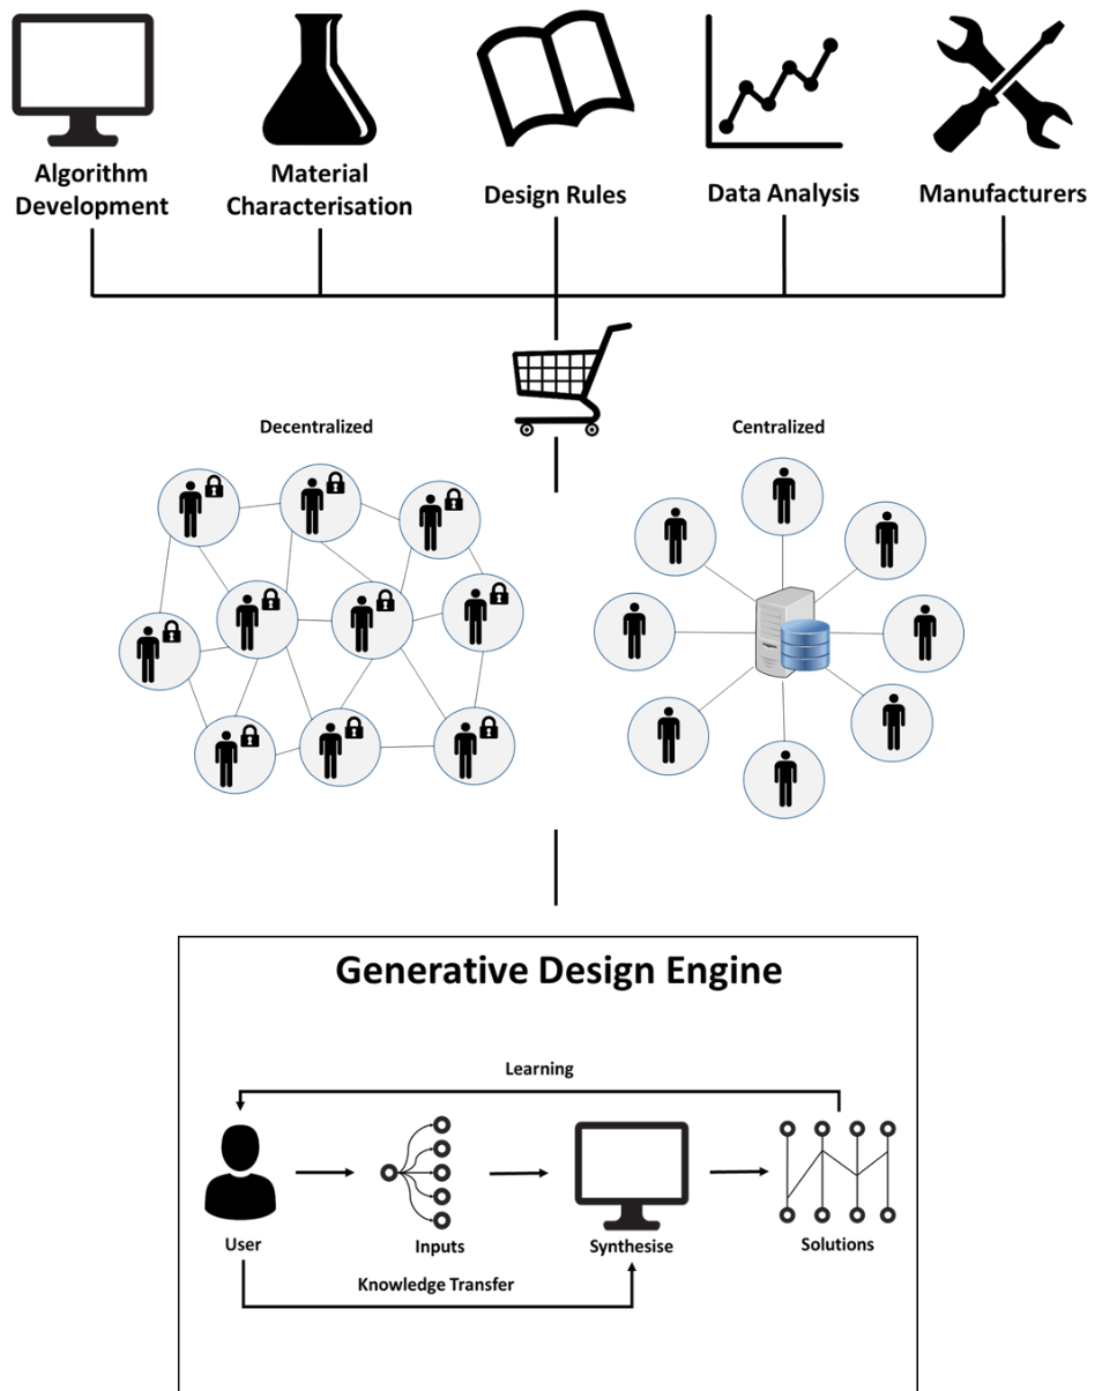 Algorithm
Development
Material
Characterisation
Design Rules
Data Analysis
Manufacturers
Decentralized
Centralized
Generative Design Engine
Learning
User
Inputs
Synthesise
Solutions
Knowledge Transfer